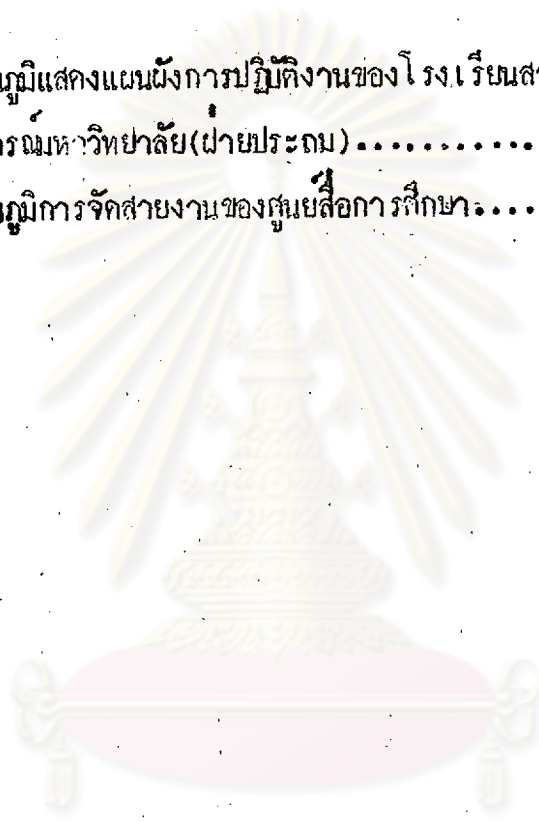 ภูมิแสดงแผนผังการปฏิบัติงานของโรงเรียนสา
รณ์มหาวิทยาลัย(ฝ่ายประถม)...........
ภูมิการจัดสายงานของศูนย์สื่อการศึกษา.....